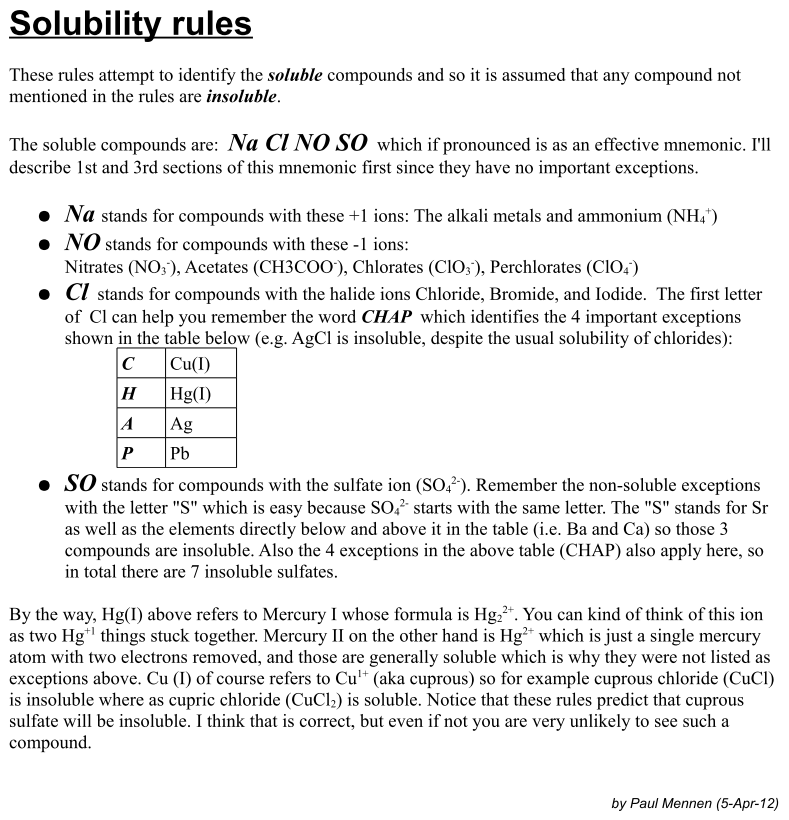 Solubility rules
These rules attempt to identify the soluble compounds and so it is assumed that any compound not
mentioned in the rules are insoluble.
The soluble compounds are: Na Cl NO SO which if pronounced is as an effective mnemonic. I'll
describe 1st and 3rd sections of this mnemonic first since they have no important exceptions.
● Na stands for compounds with these +1 ions: The alkali metals and ammonium (NH₄⁺)
● NO stands for compounds with these -1 ions:
Nitrates (NO₃⁻), Acetates (CH3COO⁻), Chlorates (ClO₃⁻), Perchlorates (ClO₄⁻)
● Cl stands for compounds with the halide ions Chloride, Bromide, and Iodide. The first letter
of Cl can help you remember the word CHAP which identifies the 4 important exceptions
shown in the table below (e.g. AgCl is insoluble, despite the usual solubility of chlorides):
C Cu(I)
H Hg(I)
A Ag
P Pb
● SO stands for compounds with the sulfate ion (SO₄²⁻). Remember the non-soluble exceptions
with the letter "S" which is easy because SO₄²⁻ starts with the same letter. The "S" stands for Sr
as well as the elements directly below and above it in the table (i.e. Ba and Ca) so those 3
compounds are insoluble. Also the 4 exceptions in the above table (CHAP) also apply here, so
in total there are 7 insoluble sulfates.
By the way, Hg(I) above refers to Mercury I whose formula is Hg₂²⁺. You can kind of think of this ion
as two Hg⁺¹ things stuck together. Mercury II on the other hand is Hg²⁺ which is just a single mercury
atom with two electrons removed, and those are generally soluble which is why they were not listed as
exceptions above. Cu (I) of course refers to Cu¹⁺ (aka cuprous) so for example cuprous chloride (CuCl)
is insoluble where as cupric chloride (CuCl₂) is soluble. Notice that these rules predict that cuprous
sulfate will be insoluble. I think that is correct, but even if not you are very unlikely to see such a
compound.
by Paul Mennen (5-Apr-12)